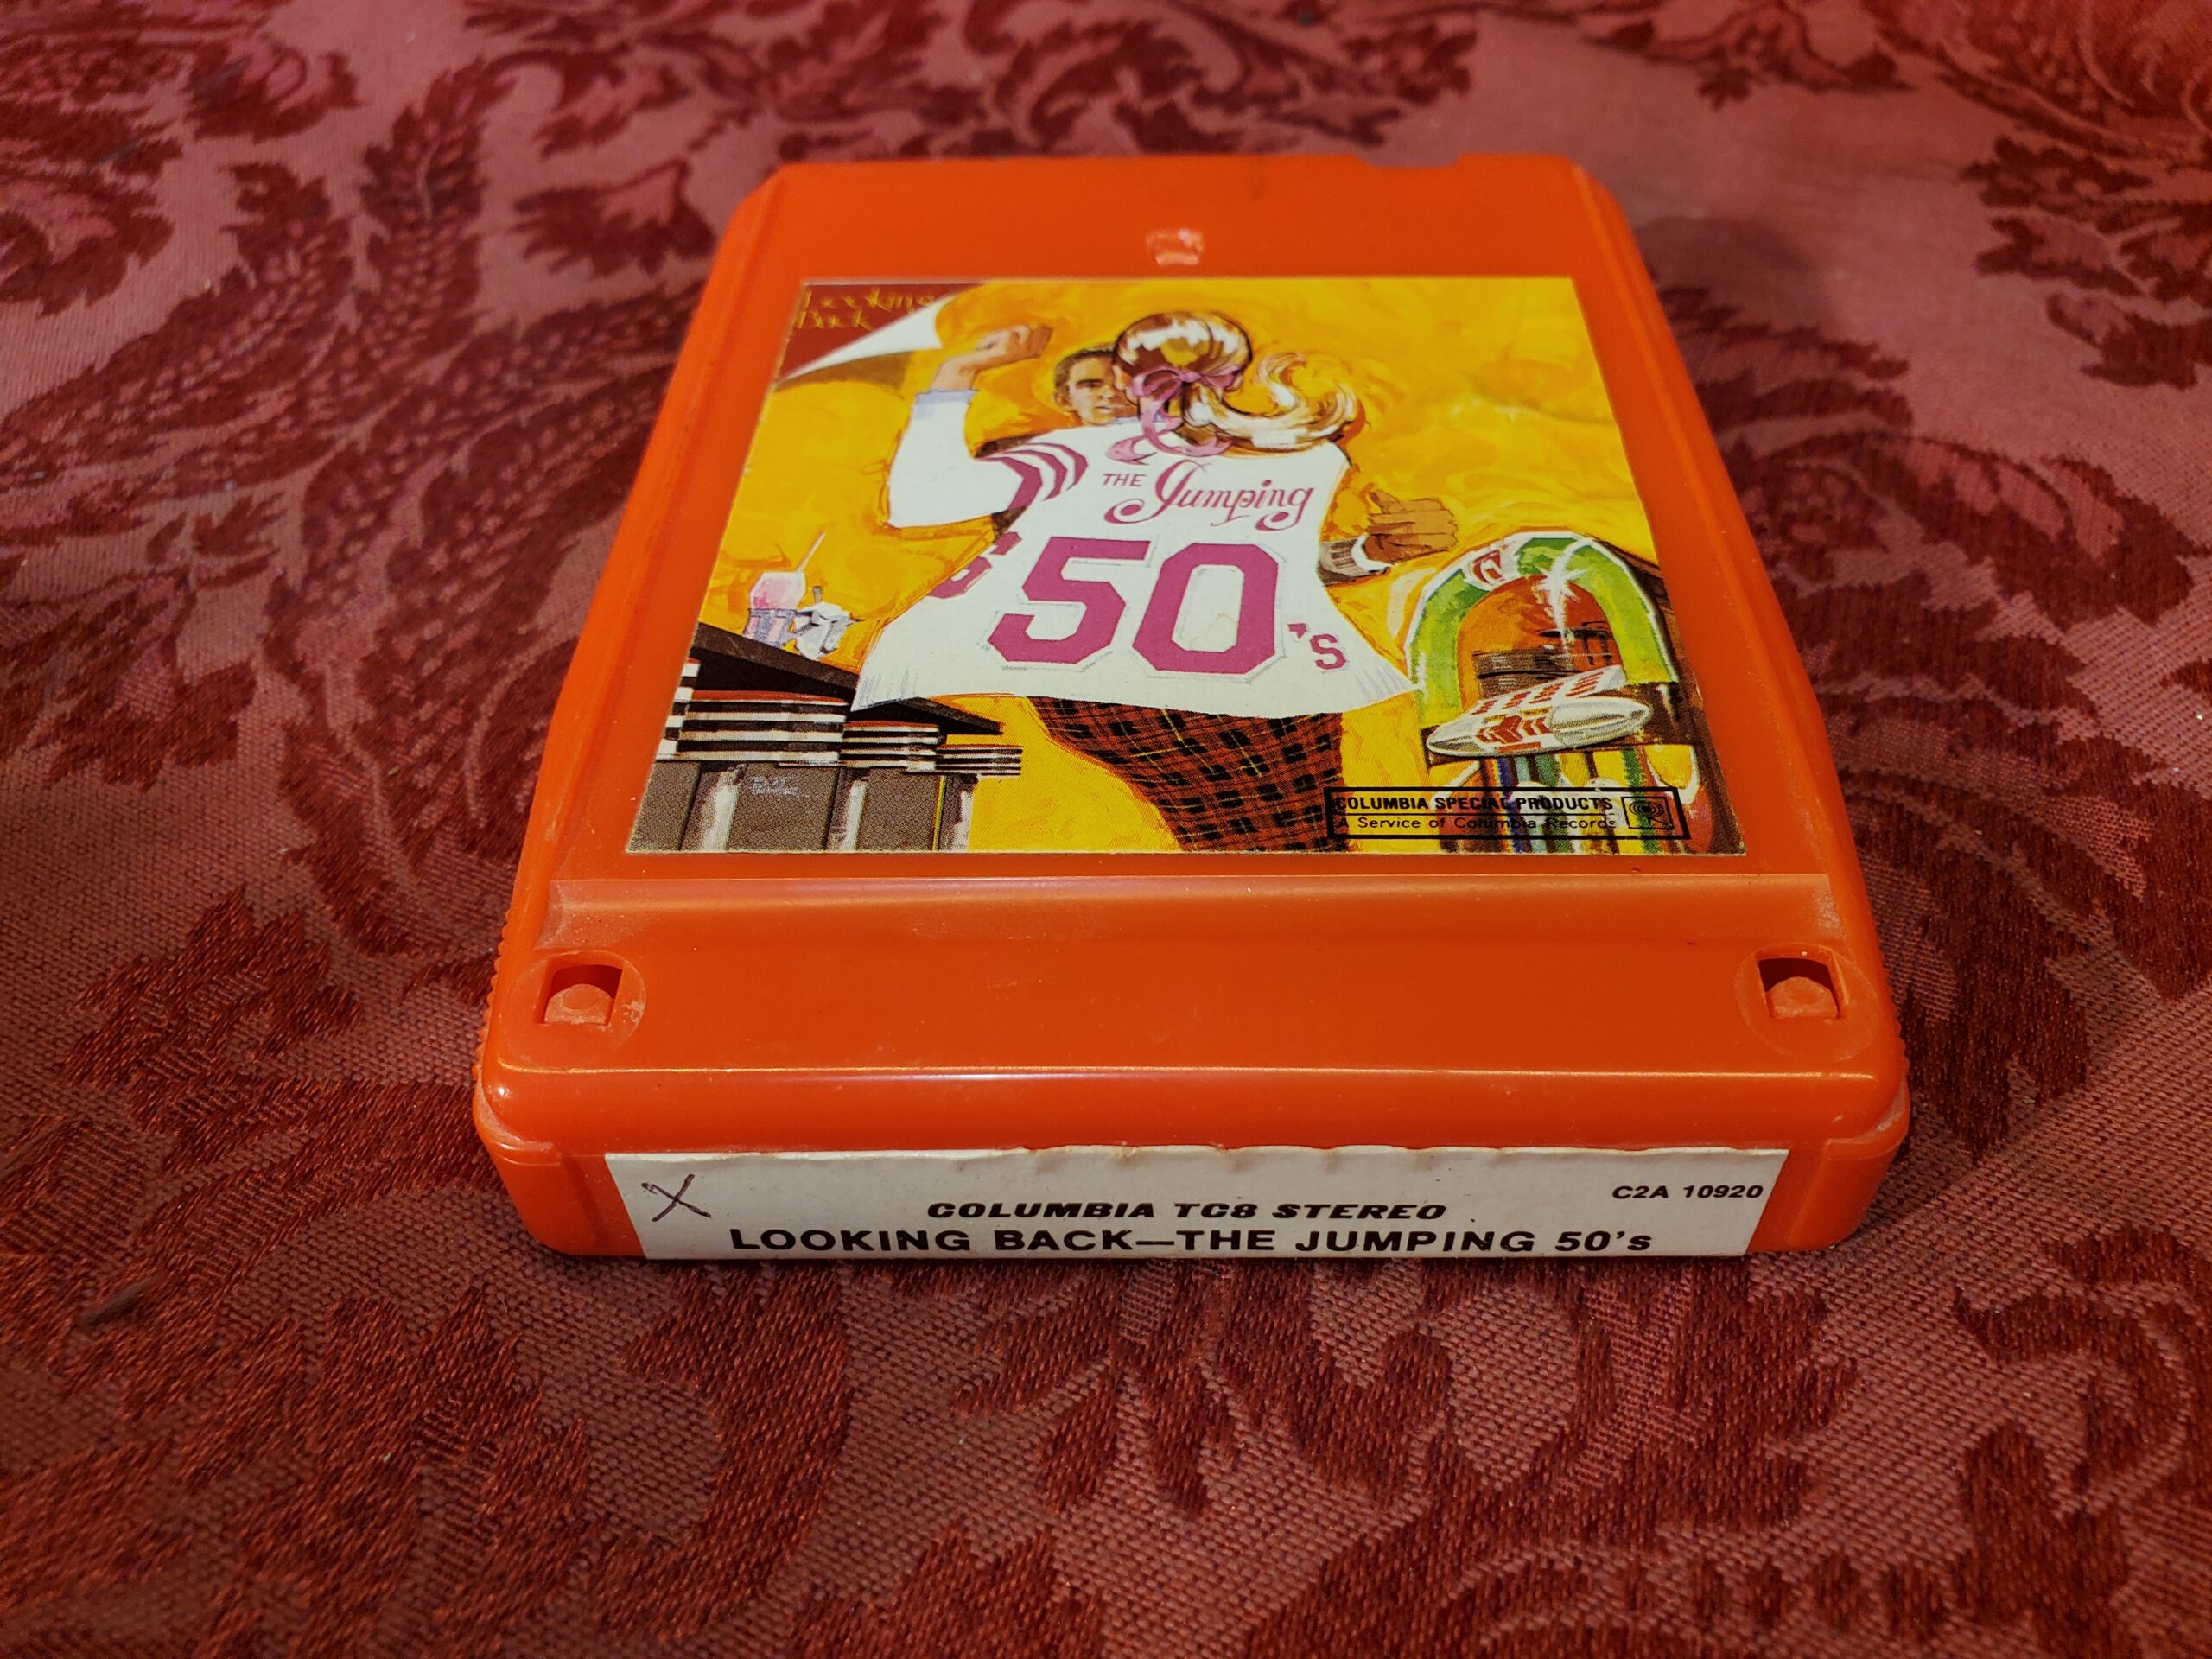 Looking
Back
THE Jumping
'50's
COLUMBIA SPECIAL PRODUCTS
A Service of Columbia Records
X
C2A 10920
COLUMBIA TC8 STEREO
LOOKING BACK—THE JUMPING 50's